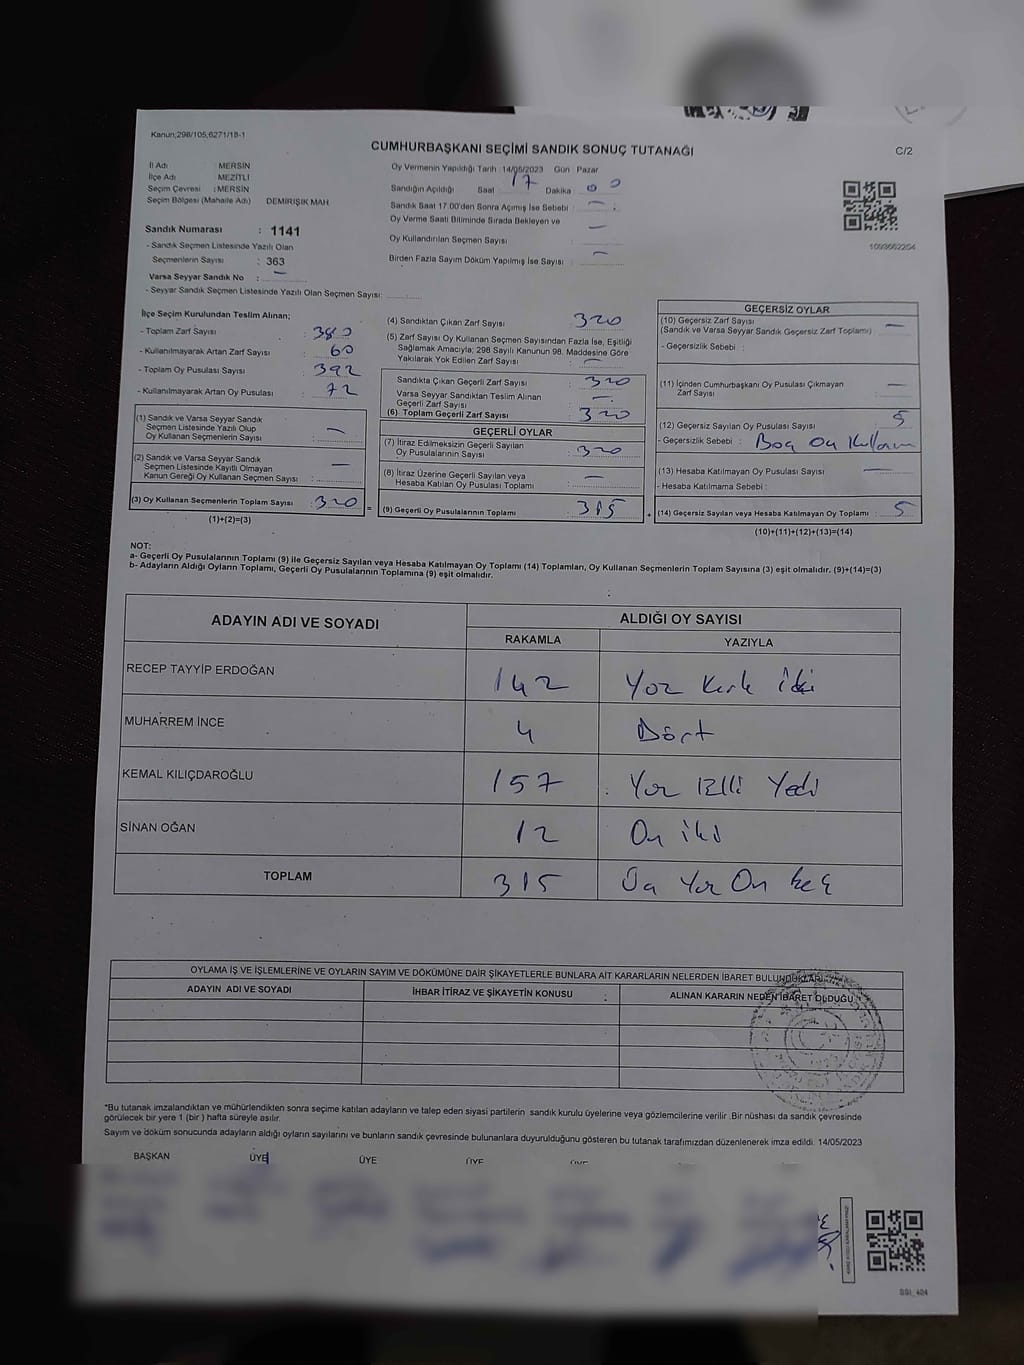 Kanun;298/105,6271/18-1
CUMHURBAŞKANI SEÇİMİ SANDIK SONUÇ TUTANAĞI
C/2
İl Adı : MERSİN
İlçe Adı : MEZİTLİ
Seçim Çevresi : MERSİN
Seçim Bölgesi (Mahalle Adı) DEMİRIŞIK MAH
Sandık Numarası : 1141
- Sandık Seçmen Listesinde Yazılı Olan
Seçmenlerin Sayısı : 363
Varsa Seyyar Sandık No : —
- Seyyar Sandık Seçmen Listesinde Yazılı Olan Seçmen Sayısı:
Oy Vermenin Yapıldığı Tarih :14/05/2023 Gün : Pazar
Sandığın Açıldığı Saat 17 Dakika 00
Sandık Saat 17.00'den Sonra Açılmış İse Sebebi : —
Oy Verme Saati Bitiminde Sırada Bekleyen ve —
Oy Kullandırılan Seçmen Sayısı :
Birden Fazla Sayım Döküm Yapılmış İse Sayısı : —
1093662204
İlçe Seçim Kurulundan Teslim Alınan;
- Toplam Zarf Sayısı : 380
- Kullanılmayarak Artan Zarf Sayısı : 60
- Toplam Oy Pusulası Sayısı : 392
- Kullanılmayarak Artan Oy Pusulası : 72
(1) Sandık ve Varsa Seyyar Sandık
Seçmen Listesinde Yazılı Olup
Oy Kullanan Seçmenlerin Sayısı : —
(2) Sandık ve Varsa Seyyar Sandık
Seçmen Listesinde Kayıtlı Olmayan
Kanun Gereği Oy Kullanan Seçmen Sayısı : —
(3) Oy Kullanan Seçmenlerin Toplam Sayısı : 320
(1)+(2)=(3)
=
(4) Sandıktan Çıkan Zarf Sayısı : 320
(5) Zarf Sayısı Oy Kullanan Seçmen Sayısından Fazla İse, Eşitliği
Sağlamak Amacıyla; 298 Sayılı Kanunun 98. Maddesine Göre
Yakılarak Yok Edilen Zarf Sayısı : —
Sandıkta Çıkan Geçerli Zarf Sayısı : 320
Varsa Seyyar Sandıktan Teslim Alınan
Geçerli Zarf Sayısı : —
(6) Toplam Geçerli Zarf Sayısı : 320
GEÇERLİ OYLAR
(7) İtiraz Edilmeksizin Geçerli Sayılan
Oy Pusulalarının Sayısı : 320
(8) İtiraz Üzerine Geçerli Sayılan veya
Hesaba Katılan Oy Pusulası Toplamı : —
(9) Geçerli Oy Pusulalarının Toplamı : 315
+
GEÇERSİZ OYLAR
(10) Geçersiz Zarf Sayısı —
(Sandık ve Varsa Seyyar Sandık Geçersiz Zarf Toplamı) :
- Geçersizlik Sebebi :
(11) İçinden Cumhurbaşkanı Oy Pusulası Çıkmayan —
Zarf Sayısı :
(12) Geçersiz Sayılan Oy Pusulası Sayısı : 5
- Geçersizlik Sebebi : Boş Oy
(13) Hesaba Katılmayan Oy Pusulası Sayısı : —
- Hesaba Katılmama Sebebi :
(14) Geçersiz Sayılan veya Hesaba Katılmayan Oy Toplamı : 5
(10)+(11)+(12)+(13)=(14)
NOT:
a- Geçerli Oy Pusulalarının Toplamı (9) ile Geçersiz Sayılan veya Hesaba Katılmayan Oy Toplamı (14) Toplamları, Oy Kullanan Seçmenlerin Toplam Sayısına (3) eşit olmalıdır. (9)+(14)=(3)
b- Adayların Aldığı Oyların Toplamı, Geçerli Oy Pusulalarının Toplamına (9) eşit olmalıdır.
ADAYIN ADI VE SOYADI
ALDIĞI OY SAYISI
RAKAMLA YAZIYLA
RECEP TAYYİP ERDOĞAN 142 Yüz Kırk İki
MUHARREM İNCE 4 Dört
KEMAL KILIÇDAROĞLU 157 Yüz Elli Yedi
SİNAN OĞAN 12 On iki
TOPLAM 315 Üç Yüz On beş
OYLAMA İŞ VE İŞLEMLERİNE VE OYLARIN SAYIM VE DÖKÜMÜNE DAİR ŞİKAYETLERLE BUNLARA AİT KARARLARIN NELERDEN İBARET BULUNDUKLARI
ADAYIN ADI VE SOYADI İHBAR İTİRAZ VE ŞİKAYETİN KONUSU ALINAN KARARIN NEDEN İBARET OLDUĞU
*Bu tutanak imzalandıktan ve mühürlendikten sonra seçime katılan adayların ve talep eden siyasi partilerin sandık kurulu üyelerine veya gözlemcilerine verilir. Bir nüshası da sandık çevresinde
görülecek bir yere 1 (bir ) hafta süreyle asılır.
Sayım ve döküm sonucunda adayların aldığı oyların sayılarını ve bunların sandık çevresinde bulunanlara duyurulduğunu gösteren bu tutanak tarafımızdan düzenlenerek imza edildi. 14/05/2023
BAŞKAN ÜYE ÜYE ÜYE ÜYE